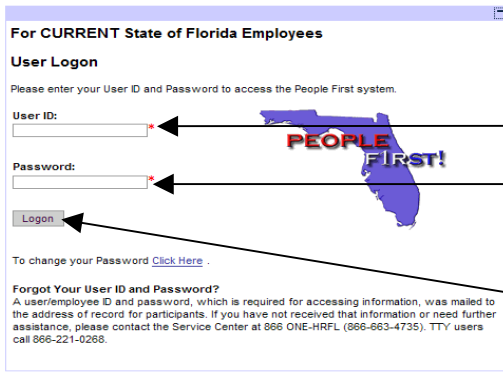 For CURRENT State of Florida Employees
User Logon
Please enter your User ID and Password to access the People First system.
User ID:
*
PEOPLE
FIRST!
Password:
*
Logon
To change your Password Click Here .
Forgot Your User ID and Password?
A user/employee ID and password, which is required for accessing information, was mailed to
the address of record for participants. If you have not received that information or need further
assistance, please contact the Service Center at 866 ONE-HRFL (866-663-4735). TTY users
call 866-221-0268.